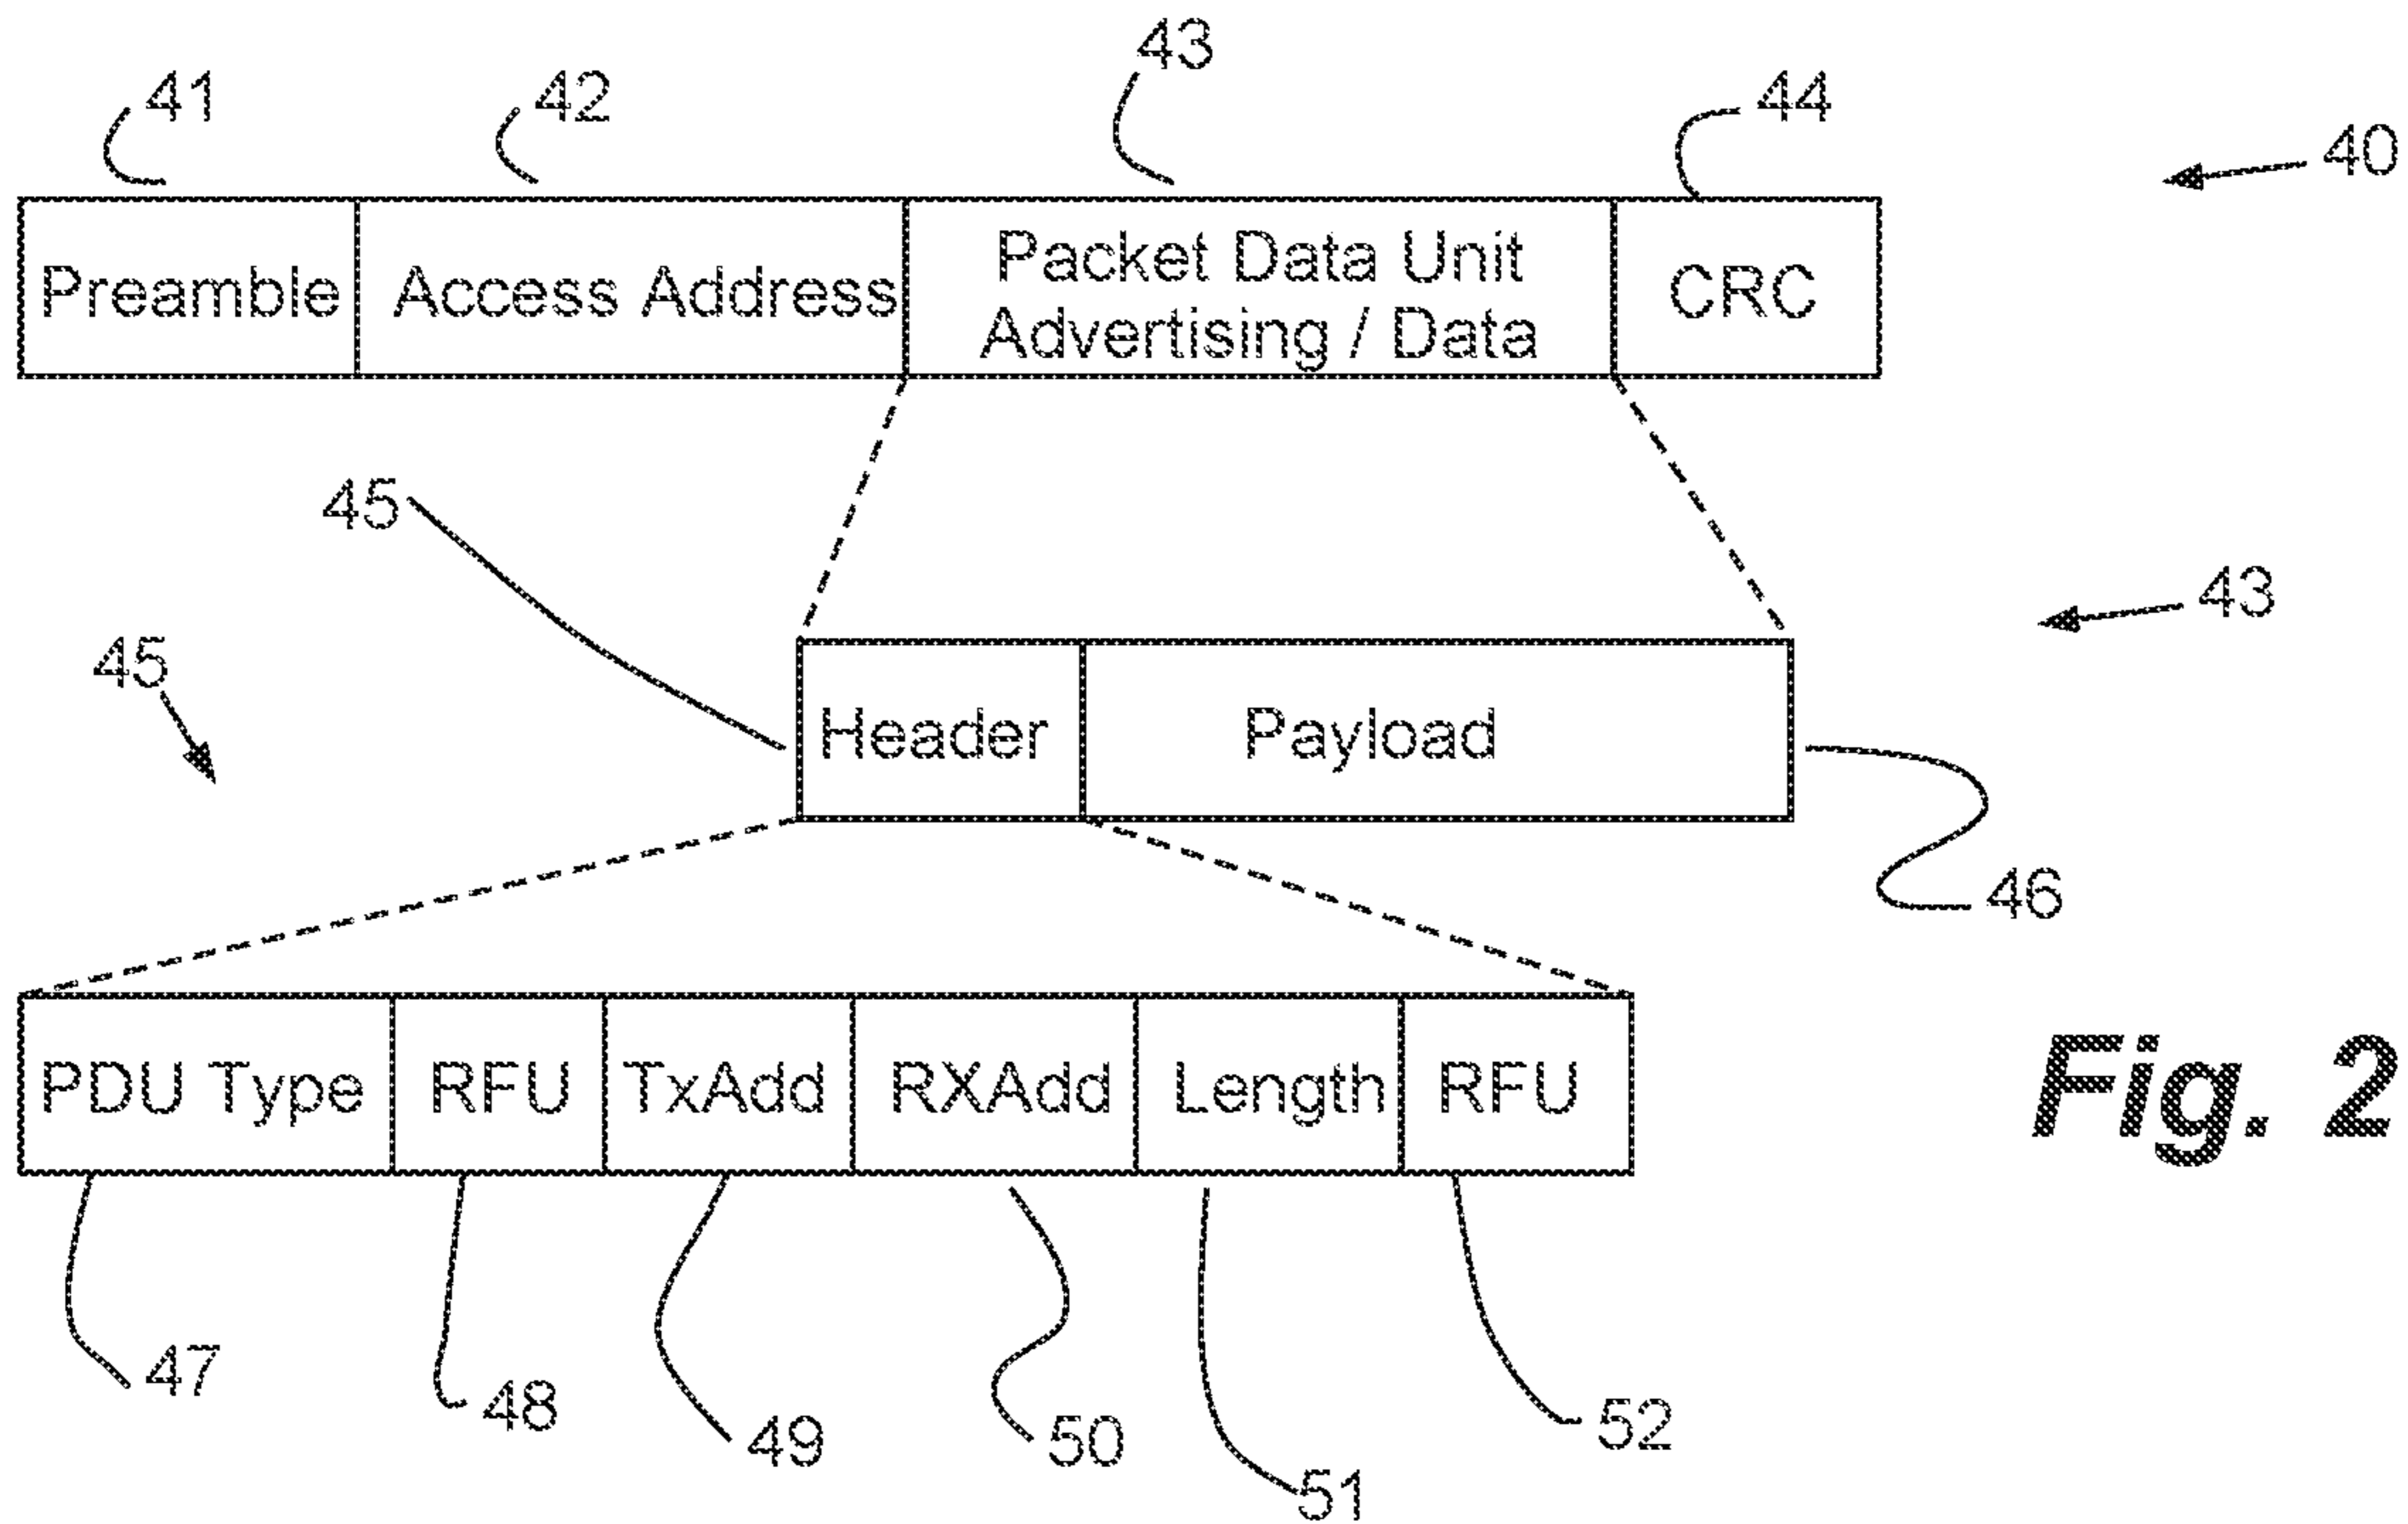 41 42 43 44
40
Preamble Access Address Packet Data Unit Advertising / Data CRC
45
43
45
Header Payload
46
PDU Type RFU TxAdd RXAdd Length RFU
Fig. 2
47 48 49 50 51 52